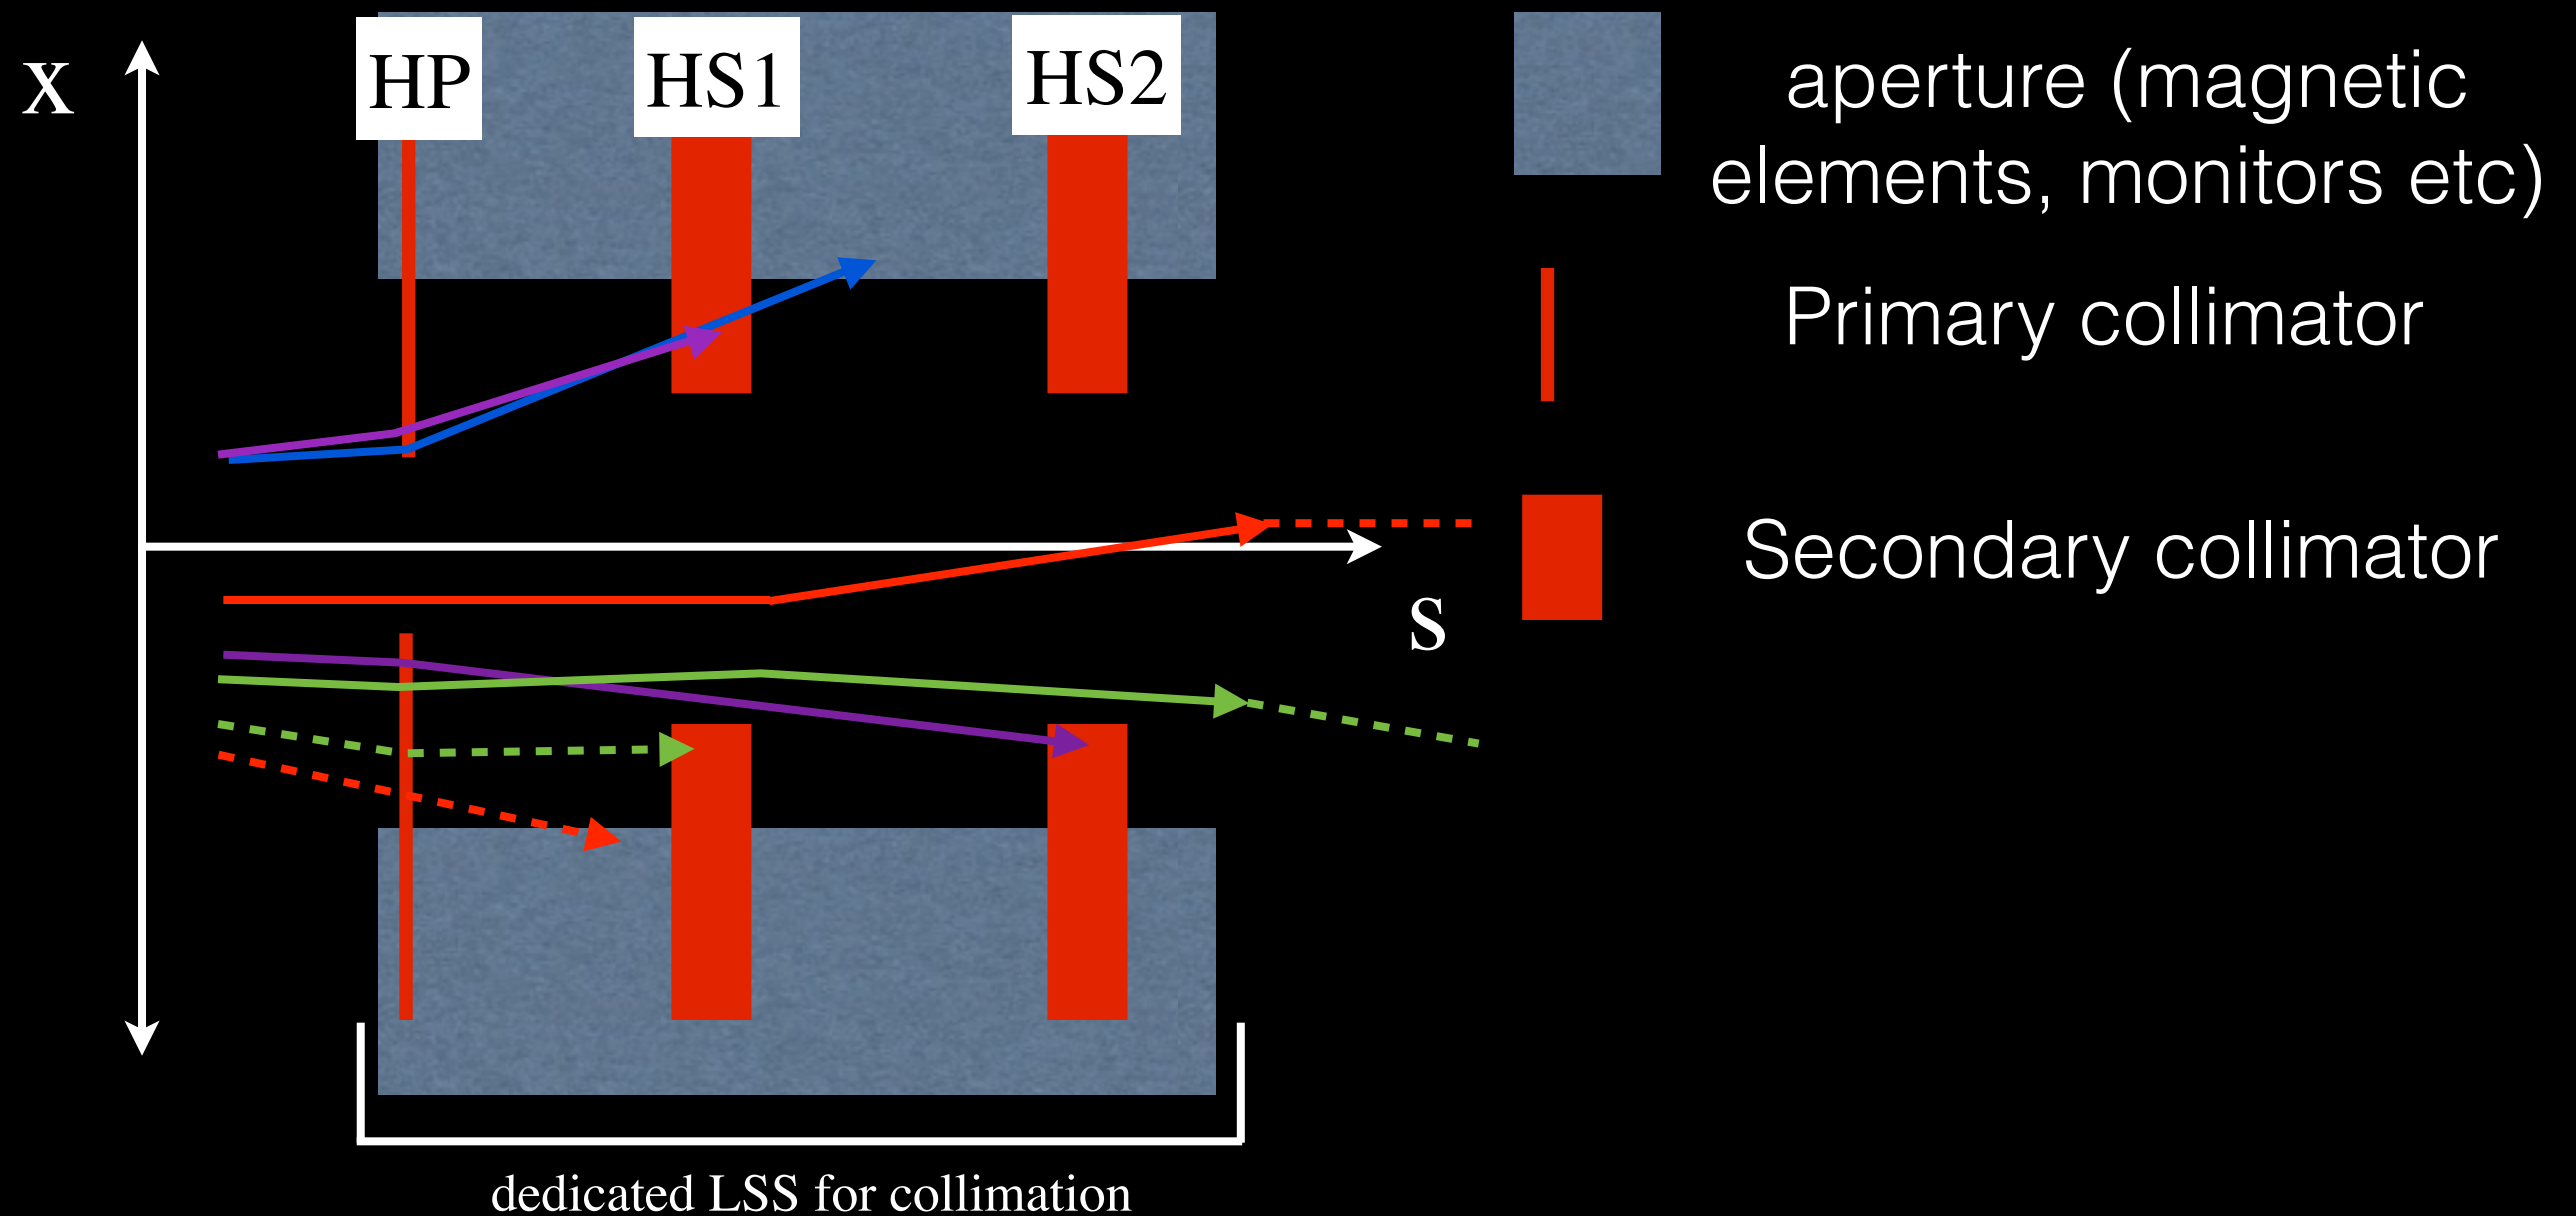 X
HP
HS1
HS2
aperture (magnetic
elements, monitors etc)
Primary collimator
Secondary collimator
S
dedicated LSS for collimation